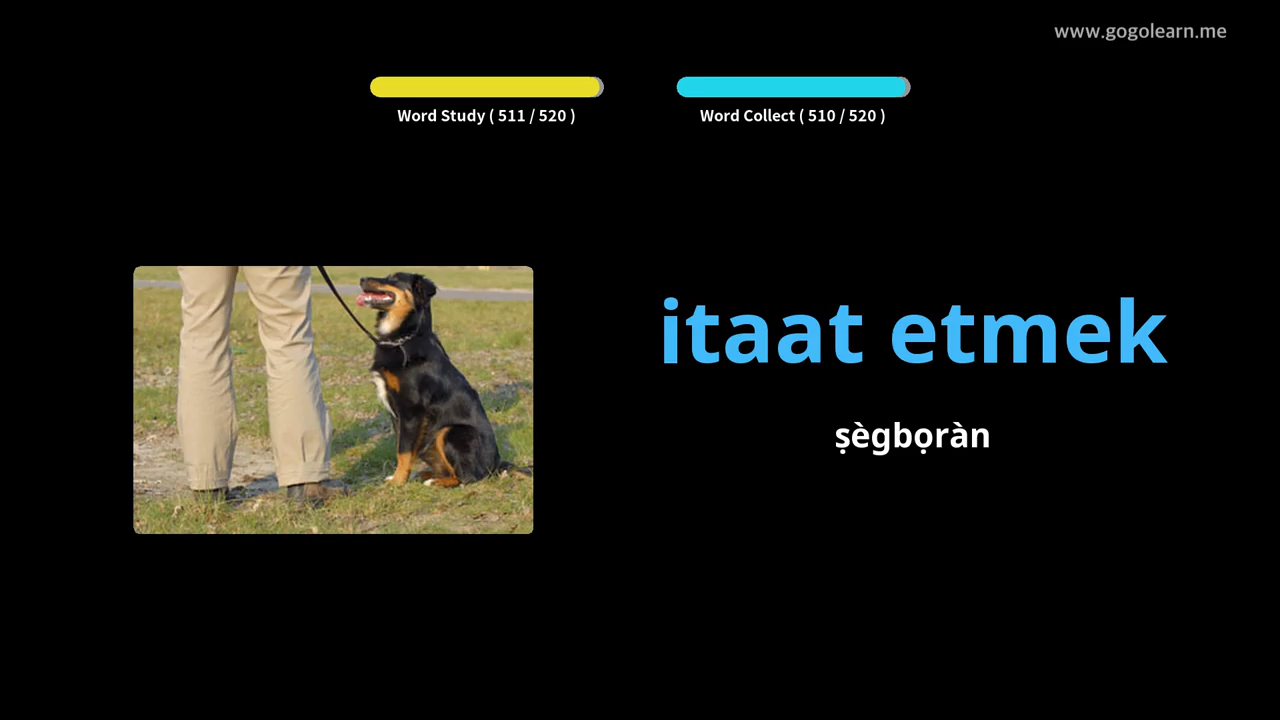 www.gogolearn.me
Word Study ( 511 / 520 )
Word Collect ( 510 / 520 )
itaat etmek
ṣègbọràn